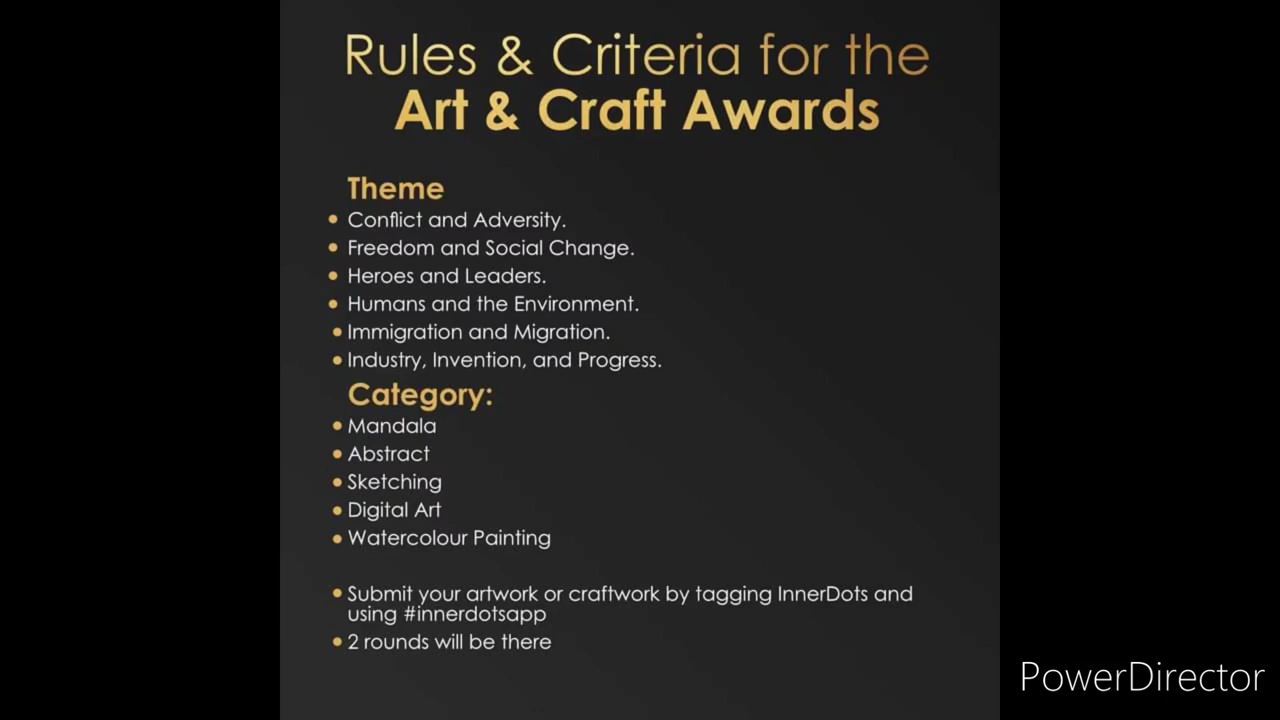 Rules & Criteria for the
Art & Craft Awards
Theme
• Conflict and Adversity.
• Freedom and Social Change.
• Heroes and Leaders.
• Humans and the Environment.
• Immigration and Migration.
• Industry, Invention, and Progress.
Category:
• Mandala
• Abstract
• Sketching
• Digital Art
• Watercolour Painting
• Submit your artwork or craftwork by tagging InnerDots and
using #innerdotsapp
• 2 rounds will be there
PowerDirector